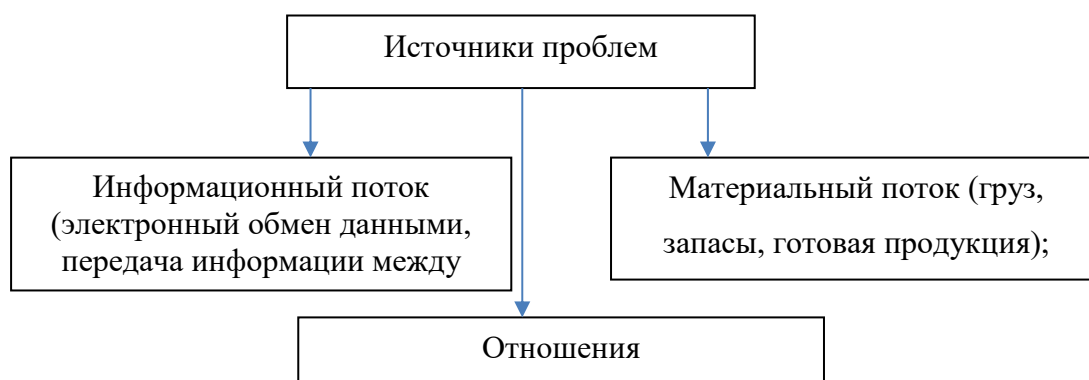 Источники проблем
Информационный поток
(электронный обмен данными,
передача информации между
Материальный поток (груз,
запасы, готовая продукция);
Отношения